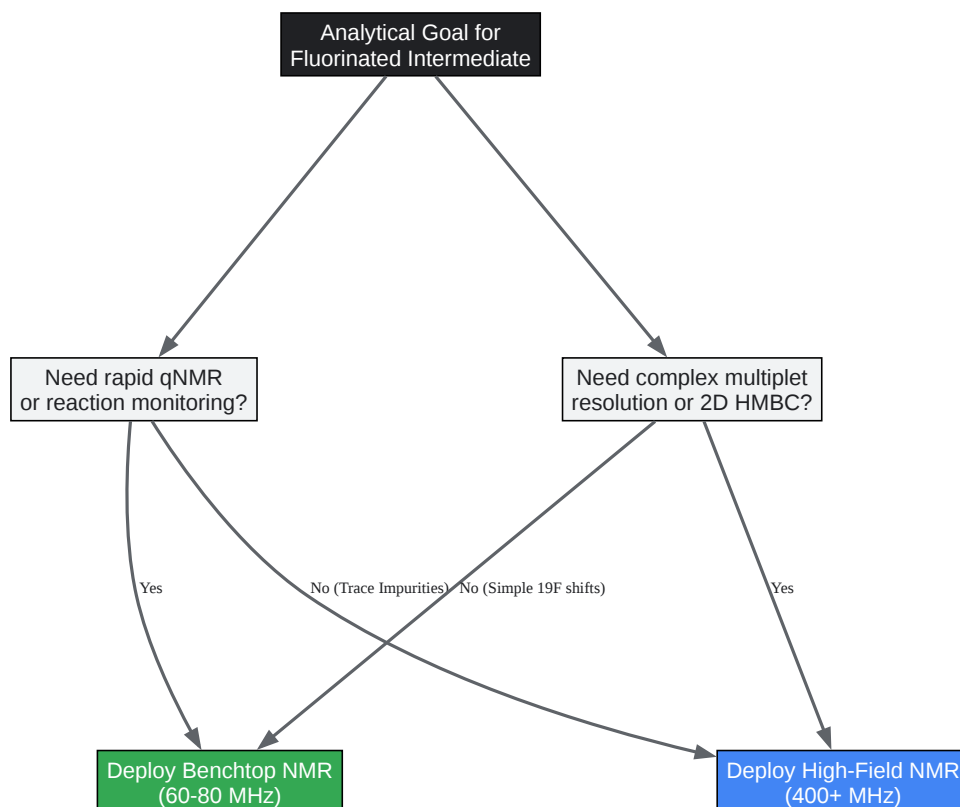 Analytical Goal for
Fluorinated Intermediate
Need rapid qNMR
or reaction monitoring?
Need complex multiplet
resolution or 2D HMBC?
Yes
No (Trace Impurities)
No (Simple 19F shifts)
Yes
Deploy Benchtop NMR
(60-80 MHz)
Deploy High-Field NMR
(400+ MHz)